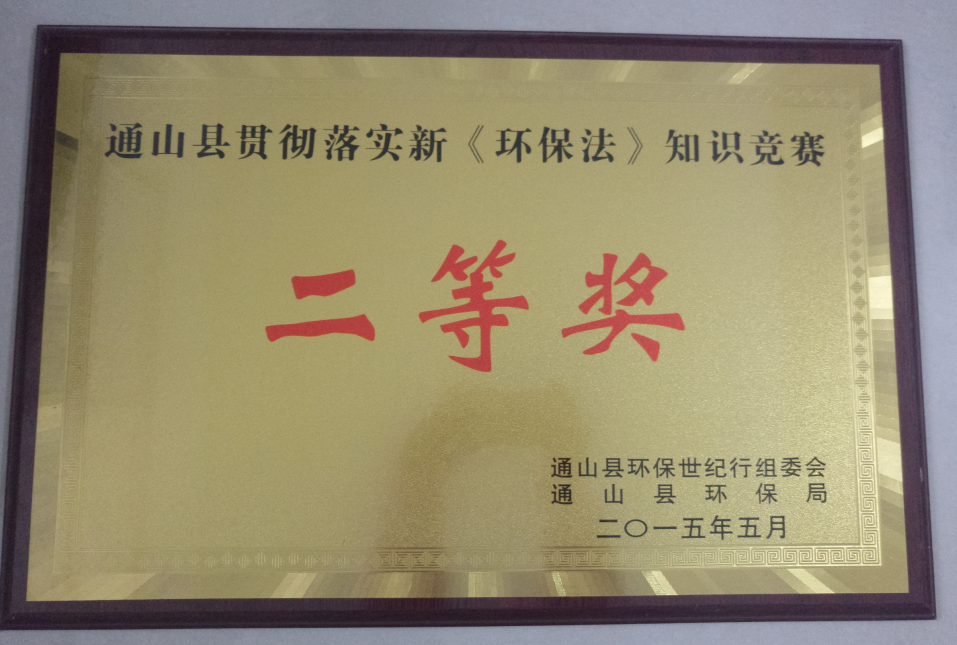 通山县贯彻落实新《环保法》知识竞赛
二等奖
通山县环保世纪行组委会
通山县环保局
二〇一五年五月